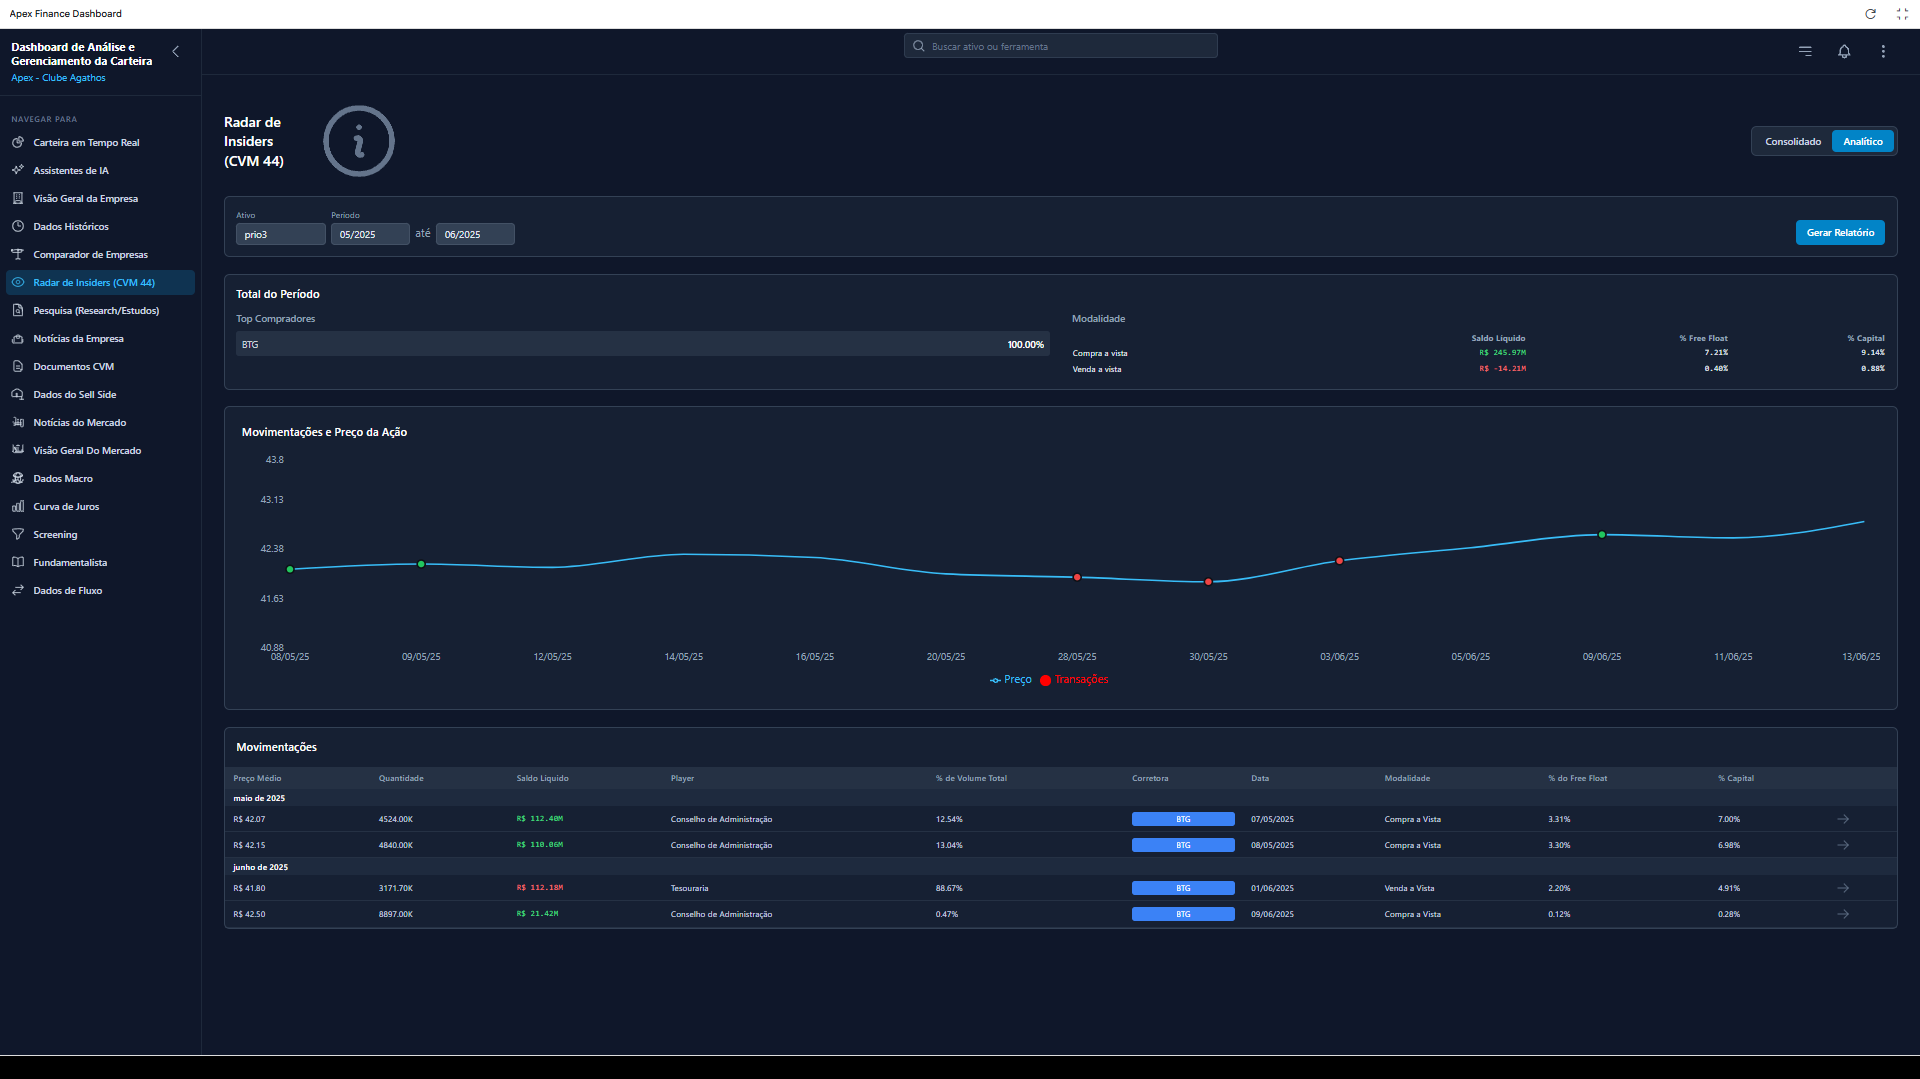 Apex Finance Dashboard
Dashboard de Análise e
Gerenciamento da Carteira
Apex - Clube Agathos
Buscar ativo ou ferramenta
NAVEGAR PARA
Carteira em Tempo Real
Assistentes de IA
Visão Geral da Empresa
Dados Históricos
Comparador de Empresas
Radar de Insiders (CVM 44)
Pesquisa (Research/Estudos)
Notícias da Empresa
Documentos CVM
Dados do Sell Side
Notícias do Mercado
Visão Geral Do Mercado
Dados Macro
Curva de Juros
Screening
Fundamentalista
Dados de Fluxo
Radar de
Insiders
(CVM 44)
Consolidado Analítico
Ativo Período
prio3 05/2025 até 06/2025
Gerar Relatório
Total do Período
Top Compradores
BTG 100.00%
Modalidade
Saldo Líquido % Free Float % Capital
Compra a vista R$ 245.97M 7.21% 9.14%
Venda a vista R$ -14.21M 0.40% 0.88%
Movimentações e Preço da Ação
43.8
43.13
42.38
41.63
40.88
08/05/25 09/05/25 12/05/25 14/05/25 16/05/25 20/05/25 28/05/25 30/05/25 03/06/25 05/06/25 09/06/25 11/06/25 13/06/25
Preço Transações
Movimentações
Preço Médio Quantidade Saldo Líquido Player % de Volume Total Corretora Data Modalidade % do Free Float % Capital
maio de 2025
R$ 42.07 4524.00K R$ 112.40M Conselho de Administração 12.54% BTG 07/05/2025 Compra a Vista 3.31% 7.00%
R$ 42.15 4840.00K R$ 110.06M Conselho de Administração 13.04% BTG 08/05/2025 Compra a Vista 3.30% 6.98%
junho de 2025
R$ 41.80 3171.70K R$ 112.18M Tesouraria 88.67% BTG 01/06/2025 Venda a Vista 2.20% 4.91%
R$ 42.50 8897.00K R$ 21.42M Conselho de Administração 0.47% BTG 09/06/2025 Compra a Vista 0.12% 0.28%